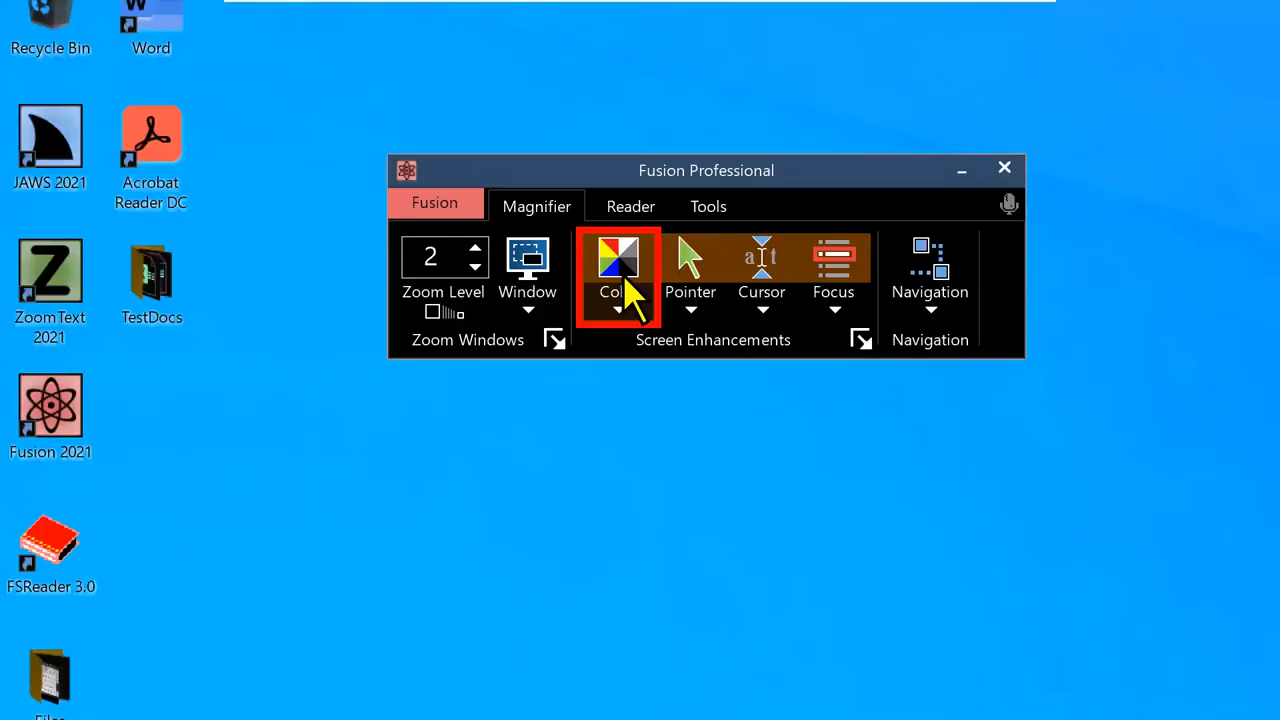 Recycle Bin
Word
JAWS 2021
Acrobat
Reader DC
ZoomText
2021
TestDocs
Fusion 2021
FSReader 3.0
Fusion Professional
Fusion
Magnifier
Reader
Tools
2
Zoom Level
Window
Pointer
Cursor
Focus
Navigation
Zoom Windows
Screen Enhancements
Navigation